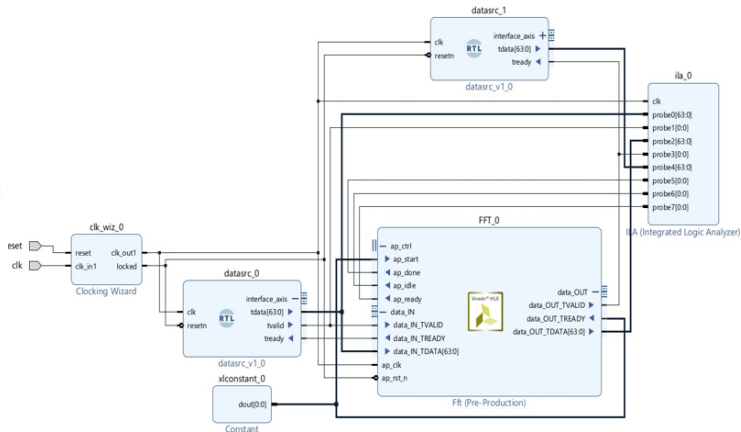 datasrc_1
clk
resetn
RTL
interface_axis
tdata[63:0]
tready
datasrc_v1_0
ila_0
clk
probe0[63:0]
probe1[0:0]
probe2[63:0]
probe3[0:0]
probe4[63:0]
probe5[0:0]
probe6[0:0]
probe7[0:0]
ILA (Integrated Logic Analyzer)
eset
clk
clk_wiz_0
reset
clk_in1
clk_out1
locked
Clocking Wizard
datasrc_0
clk
resetn
RTL
interface_axis
tdata[63:0]
tvalid
tready
datasrc_v1_0
FFT_0
ap_ctrl
ap_start
ap_done
ap_idle
ap_ready
data_IN
data_IN_TVALID
data_IN_TREADY
data_IN_TDATA[63:0]
ap_clk
ap_rst_n
Vivado™ HLS
data_OUT
data_OUT_TVALID
data_OUT_TREADY
data_OUT_TDATA[63:0]
Fft (Pre-Production)
xlconstant_0
dout[0:0]
Constant